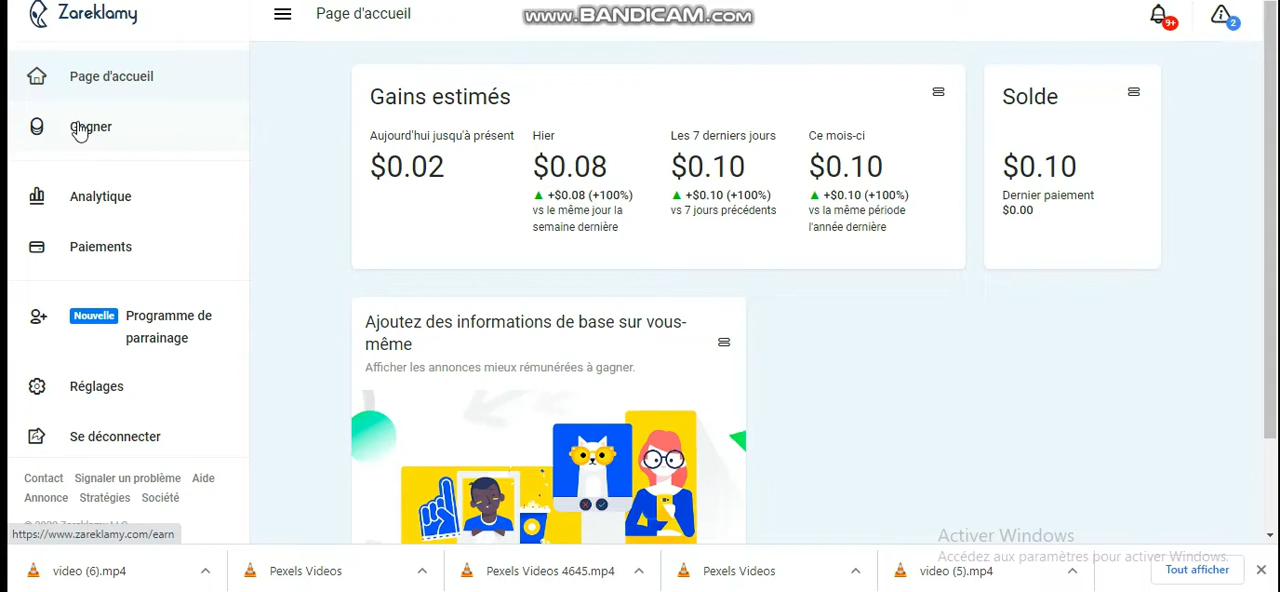 Zareklamy
Page d'accueil
www.BANDICAM.com
9+
2
Page d'accueil
Gagner
Analytique
Paiements
Nouvelle
Programme de
parrainage
Réglages
Se déconnecter
Contact Signaler un problème Aide
Annonce Stratégies Société
https://www.zareklamy.com/earn
Gains estimés
Aujourd'hui jusqu'à présent
$0.02
Hier
$0.08
+$0.08 (+100%)
vs le même jour la
semaine dernière
Les 7 derniers jours
$0.10
+$0.10 (+100%)
vs 7 jours précédents
Ce mois-ci
$0.10
+$0.10 (+100%)
vs la même période
l'année dernière
Solde
$0.10
Dernier paiement
$0.00
Ajoutez des informations de base sur vous-
même
Afficher les annonces mieux rémunérées à gagner.
Activer Windows
Accédez aux paramètres pour activer Windows.
video (6).mp4
Pexels Videos
Pexels Videos 4645.mp4
Pexels Videos
video (5).mp4
Tout afficher